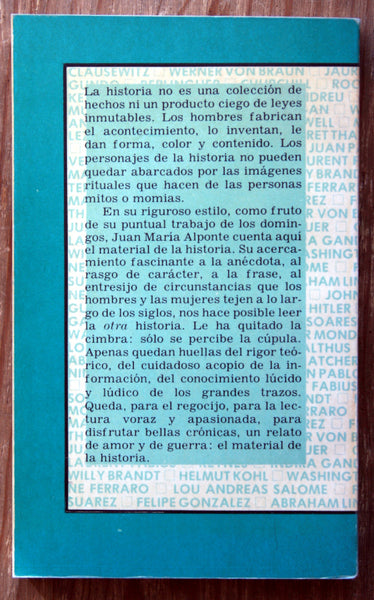 CLAUSEWITZ □ WERNER VON BRAUN □ JAUR
La historia no es una colección de
hechos ni un producto ciego de leyes
inmutables. Los hombres fabrican
el acontecimiento, lo inventan, le
dan forma, color y contenido. Los
personajes de la historia no pueden
quedar abarcados por las imágenes
rituales que hacen de las personas
mitos o momias.
En su riguroso estilo, como fruto
de su puntual trabajo de los domin-
gos, Juan María Alponte cuenta aquí
el material de la historia. Su acerca-
miento fascinante a la anécdota, al
rasgo de carácter, a la frase, al
entresijo de circunstancias que los
hombres y las mujeres tejen a lo lar-
go de los siglos, nos hace posible leer
la otra historia. Le ha quitado la
cimbra: sólo se percibe la cúpula.
Apenas quedan huellas del rigor teó-
rico, del cuidadoso acopio de la in-
formación, del conocimiento lúcido
y lúdico de los grandes trazos.
Queda, para el regocijo, para la lec-
tura voraz y apasionada, para
disfrutar bellas crónicas, un relato
de amor y de guerra: el material de
la historia.
WILLY BRANDT □ HELMUT KOHL □ WASHINGT
NE FERRARO □ LOU ANDREAS SALOME □
SUAREZ □ FELIPE GONZALEZ □ ABRAHAM LIN